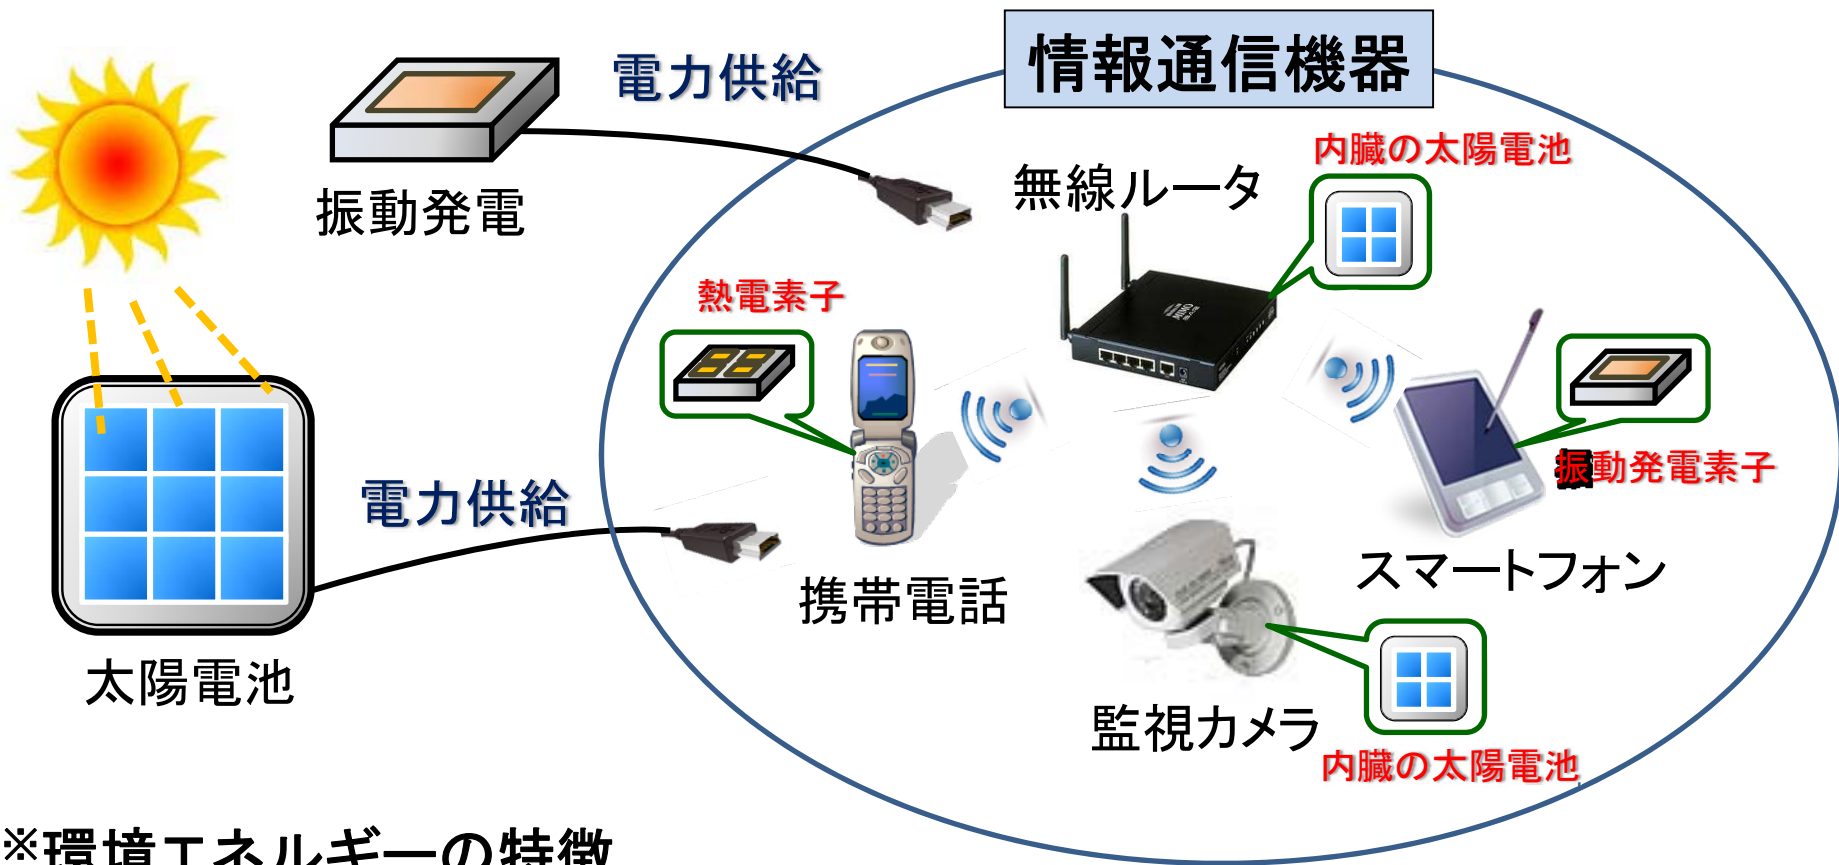 情報通信機器
電力供給
振動発電
無線ルータ
内臓の太陽電池
熱電素子
MIMO
振動発電素子
電力供給
スマートフォン
携帯電話
太陽電池
監視カメラ
内臓の太陽電池
※環境エネルギーの特徴